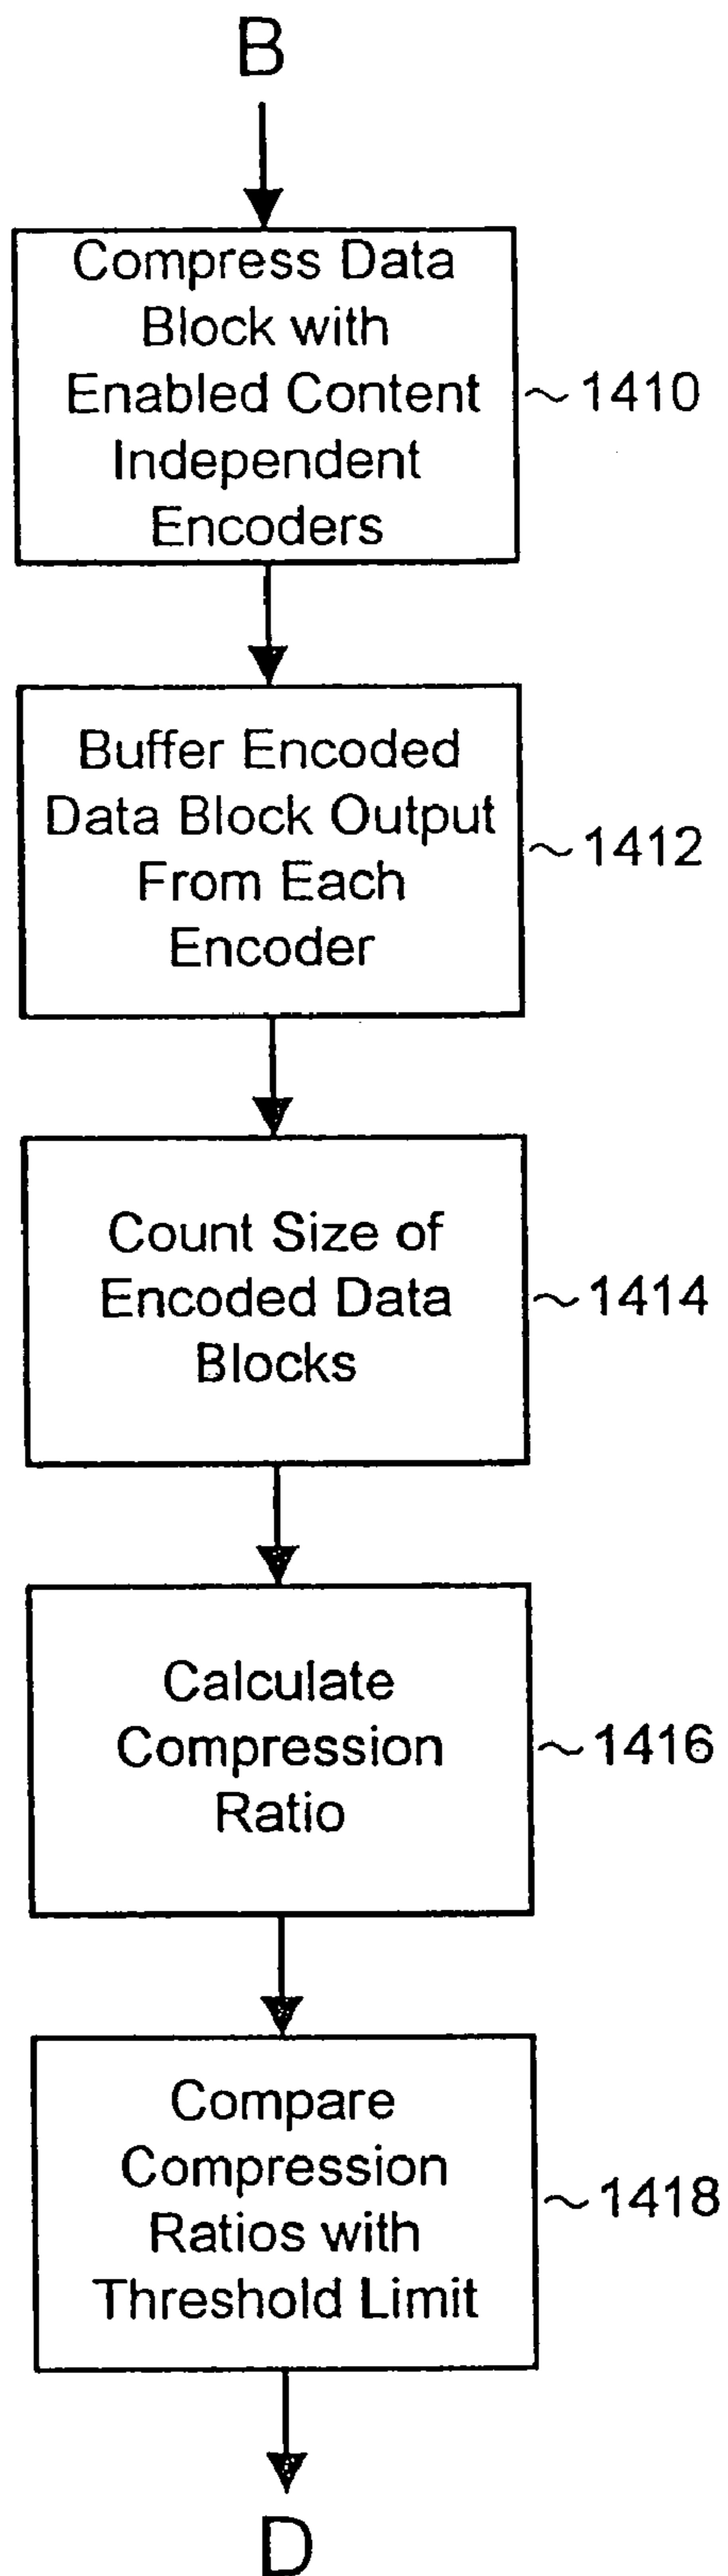 B
Compress Data
Block with
Enabled Content
Independent
Encoders
~1410
Buffer Encoded
Data Block Output
From Each
Encoder
~1412
Count Size of
Encoded Data
Blocks
~1414
Calculate
Compression
Ratio
~1416
Compare
Compression
Ratios with
Threshold Limit
~1418
D